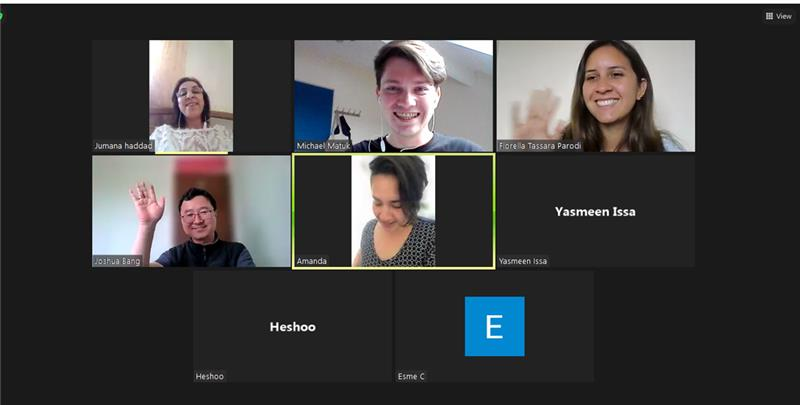 View
Jumana haddad
Michael Matuk
Fiorella Tassara Parodi
Joshua Bang
Amanda
Yasmeen Issa
Yasmeen Issa
Heshoo
Heshoo
E
Esme C